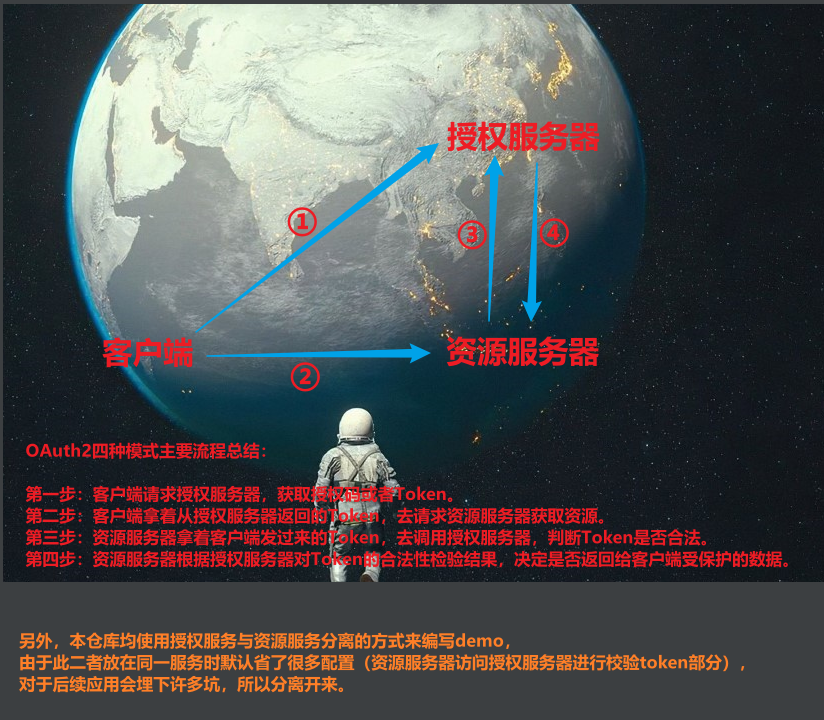 授权服务器
①
③
④
客户端
资源服务器
②
OAuth2四种模式主要流程总结：
第一步：客户端请求授权服务器，获取授权码或者Token。
第二步：客户端拿着从授权服务器返回的Token，去请求资源服务器获取资源。
第三步：资源服务器拿着客户端发过来的Token，去调用授权服务器，判断Token是否合法。
第四步：资源服务器根据授权服务器对Token的合法性检验结果，决定是否返回给客户端受保护的数据。
另外，本仓库均使用授权服务与资源服务分离的方式来编写demo，
由于此二者放在同一服务时默认省了很多配置（资源服务器访问授权服务器进行校验token部分），
对于后续应用会埋下许多坑，所以分离开来。